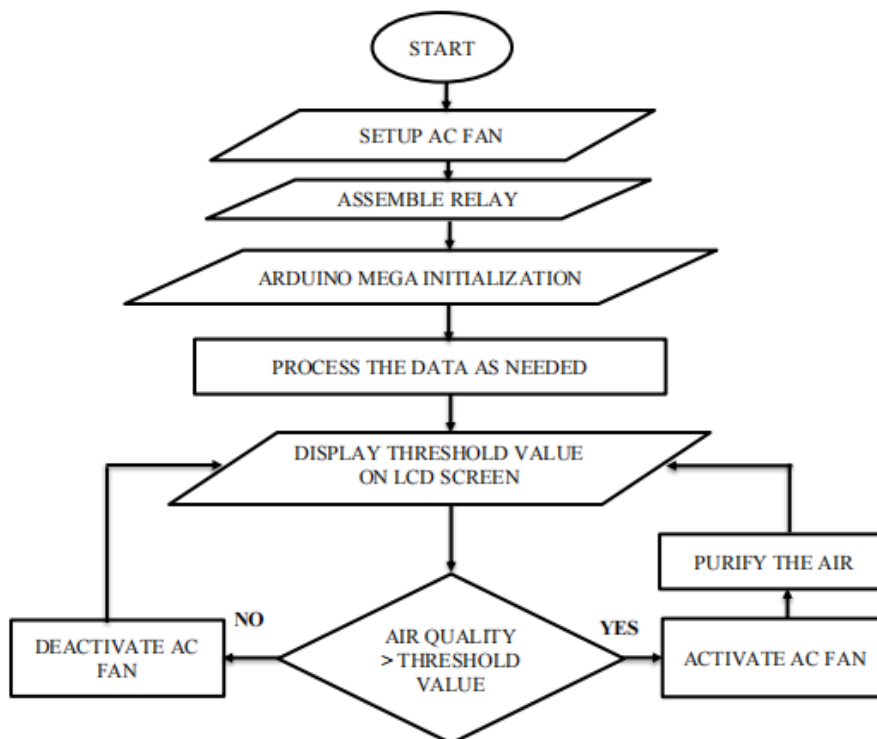 START
SETUP AC FAN
ASSEMBLE RELAY
ARDUINO MEGA INITIALIZATION
PROCESS THE DATA AS NEEDED
DISPLAY THRESHOLD VALUE
ON LCD SCREEN
PURIFY THE AIR
NO
YES
DEACTIVATE AC
FAN
AIR QUALITY
> THRESHOLD
VALUE
ACTIVATE AC FAN